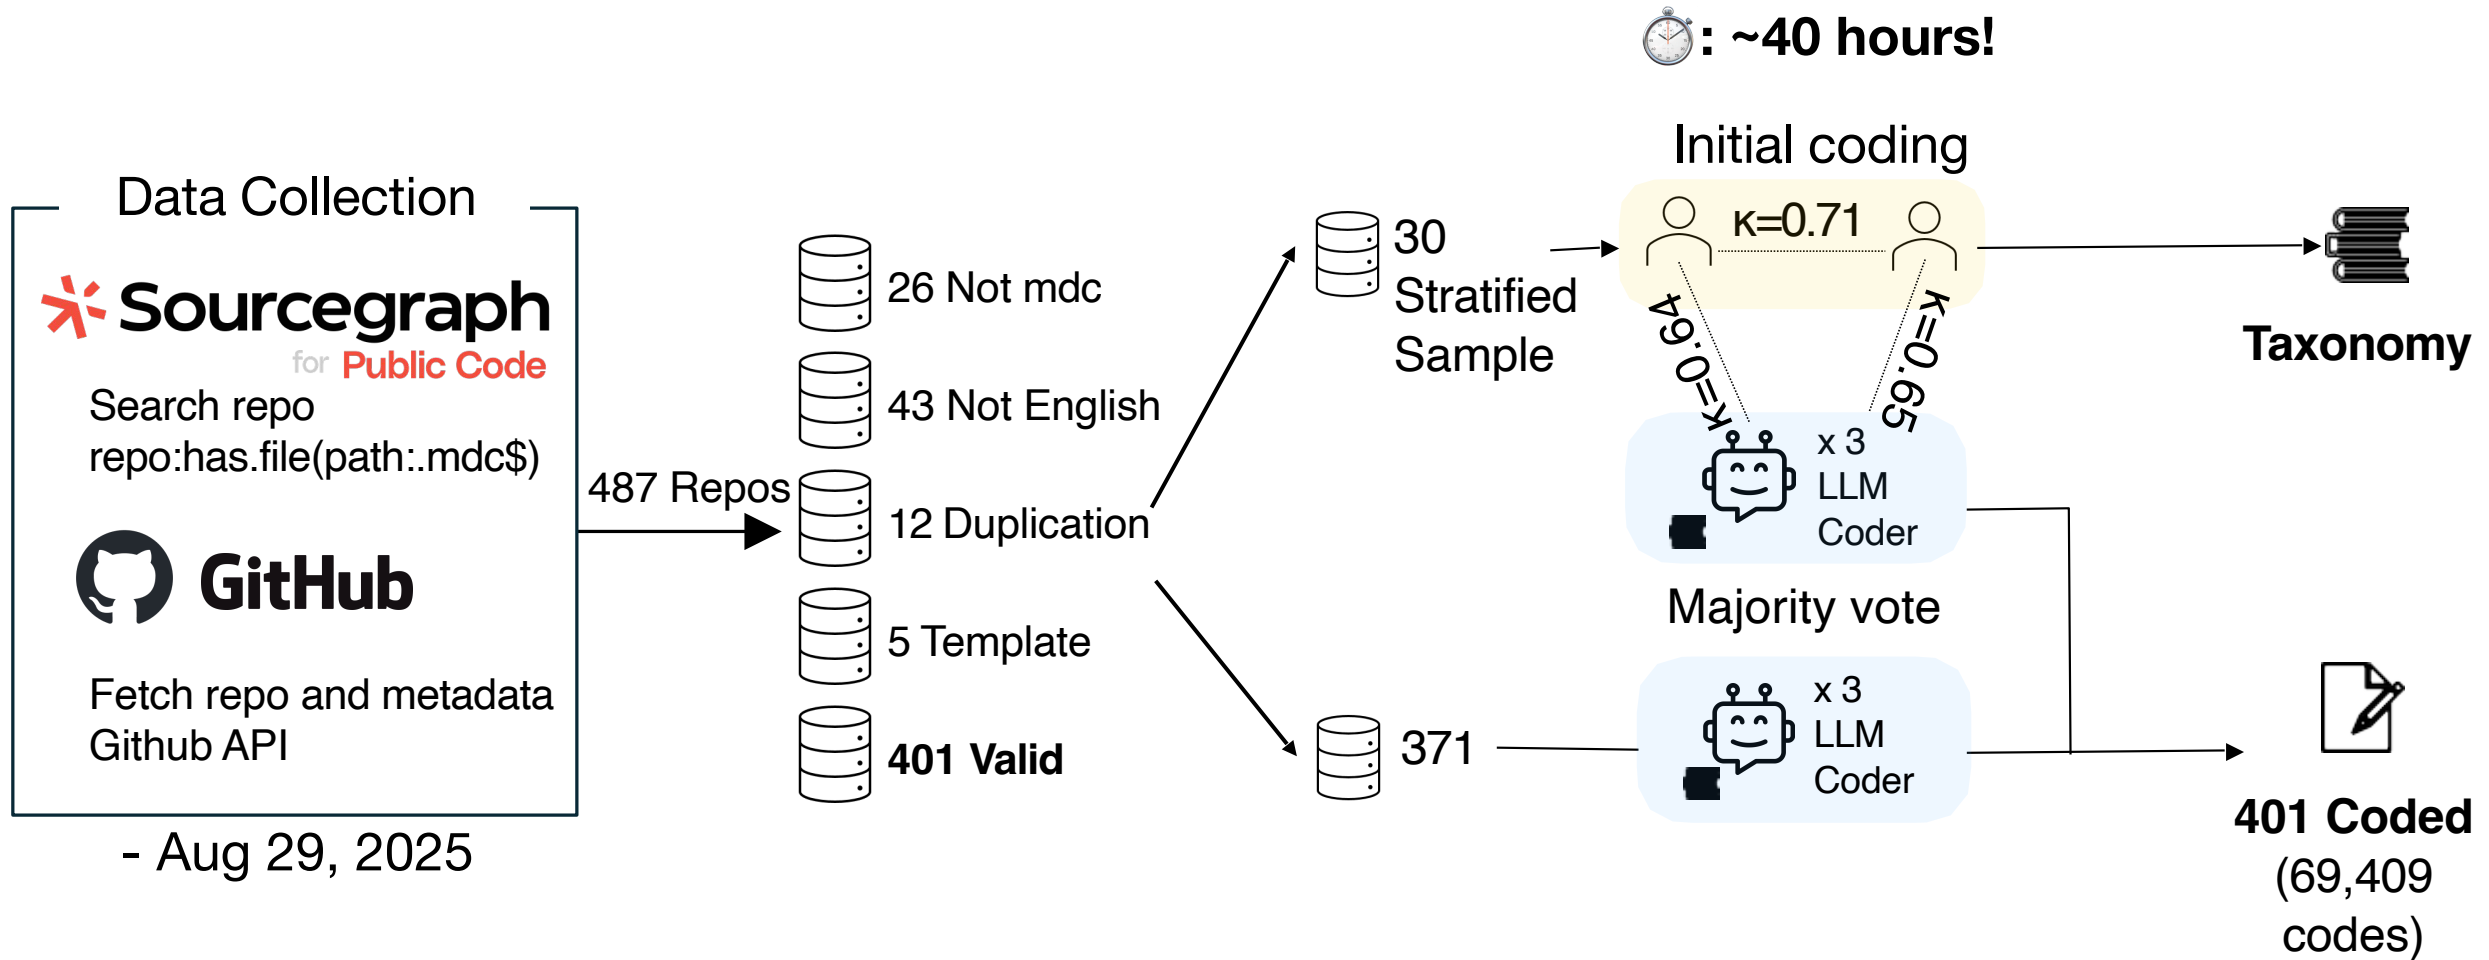 : ~40 hours!
Data Collection
Sourcegraph
for Public Code
Search repo
repo:has.file(path:.mdc$)
GitHub
Fetch repo and metadata
Github API
- Aug 29, 2025
487 Repos
26 Not mdc
43 Not English
12 Duplication
5 Template
401 Valid
30
Stratified
Sample
371
Initial coding
κ=0.71
κ=0.64
κ=0.65
x 3
LLM
Coder
Majority vote
x 3
LLM
Coder
Taxonomy
401 Coded
(69,409
codes)